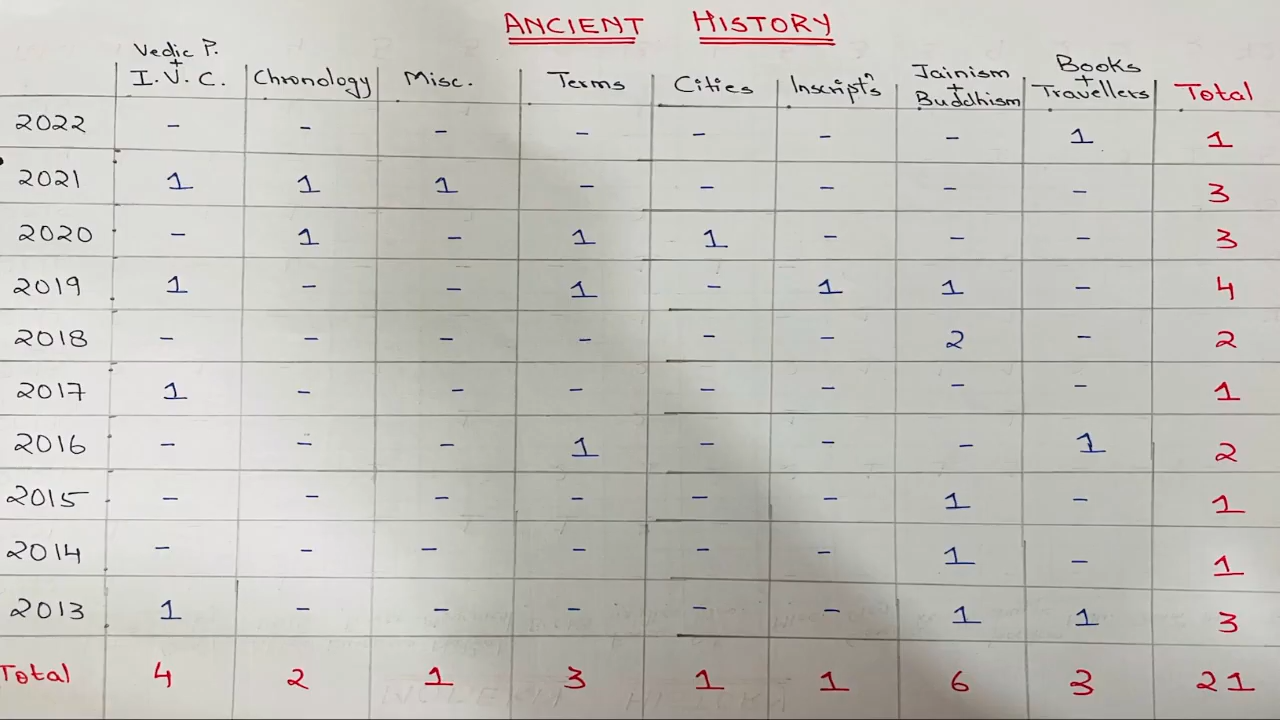 ANCIENT HISTORY
Vedic P. + I.V.C. Chronology Misc. Terms Cities Inscriptⁿs Jainism + Buddhism Books + Travellers Total
2022 - - - - - - - 1 1
2021 1 1 1 - - - - - 3
2020 - 1 - 1 1 - - - 3
2019 1 - - 1 - 1 1 - 4
2018 - - - - - - 2 - 2
2017 1 - - - - - - - 1
2016 - - - 1 - - - 1 2
2015 - - - - - - 1 - 1
2014 - - - - - - 1 - 1
2013 1 - - - - - 1 1 3
Total 4 2 1 3 1 1 6 3 21